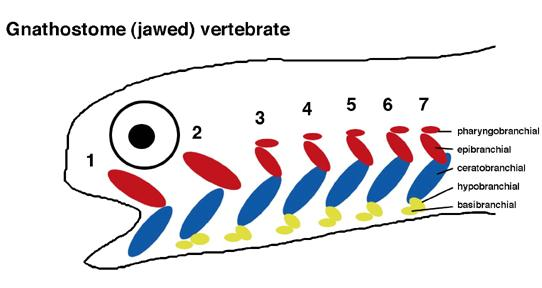 Gnathostome (jawed) vertebrate
1 2 3 4 5 6 7
pharyngobranchial
epibranchial
ceratobranchial
hypobranchial
basibranchial